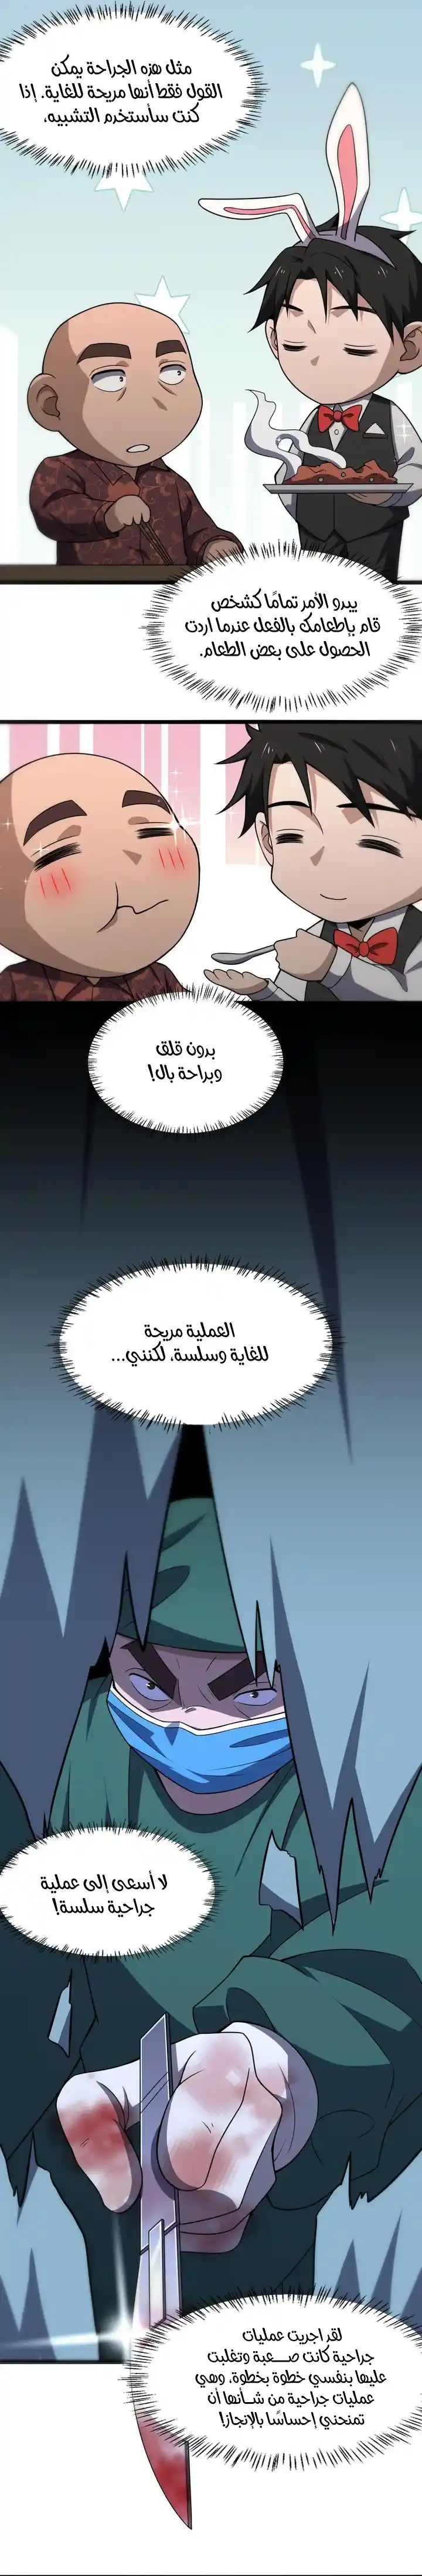 مثل هذه الجراحة يمكن
القول فقط أنها مريحة للغاية. إذا
كنت سأستخدم التشبيه،
يبدو الأمر تمامًا كشخص
قام بإطعامك بالفعل عندما اردت
الحصول على بعض الطعام.
بدون قلق
وبراحة بال!
العملية مريحة
للغاية وسلسة، لكنني...
لا أسعى إلى عملية
جراحية سلسة!
لقد اجريت عمليات
جراحية كانت صعبة وتغلبت
عليها بنفسي خطوة بخطوة، وهي
عمليات جراحية من شأنها أن
تمنحني إحساسًا بالإنجاز!